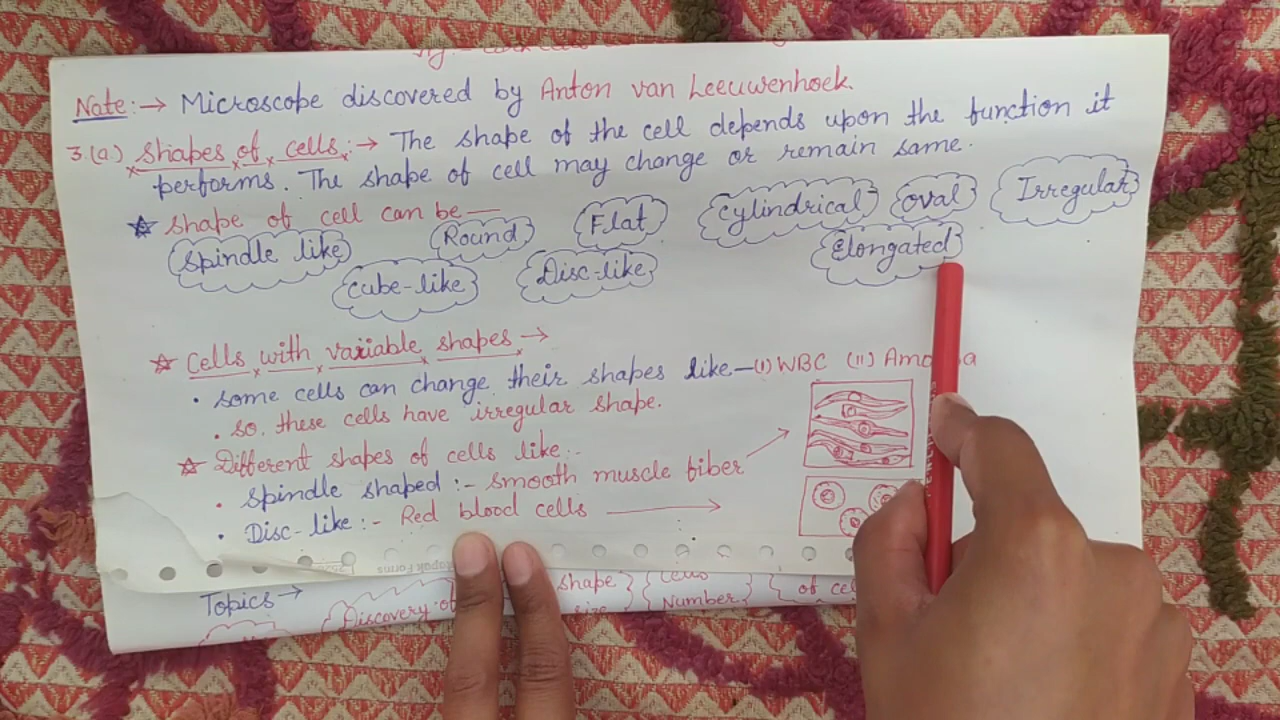 Note:→ Microscope discovered by Anton van Leeuwenhoek.
3.(a) shapes of cells:→ The shape of the cell depends upon the function it
performs. The shape of cell may change or remain same.
☆ shape of cell can be—
Spindle like Round Flat Cylindrical oval Irregular
cube-like Disc-like Elongated
☆ Cells with variable shapes →
• some cells can change their shapes like—(i) WBC (ii)
• so these cells have irregular shape.
☆ Different shapes of cells like:-
• Spindle shaped :- smooth muscle fiber
• Disc-like :- Red blood cells
Topics → Discovery of shape size Number of